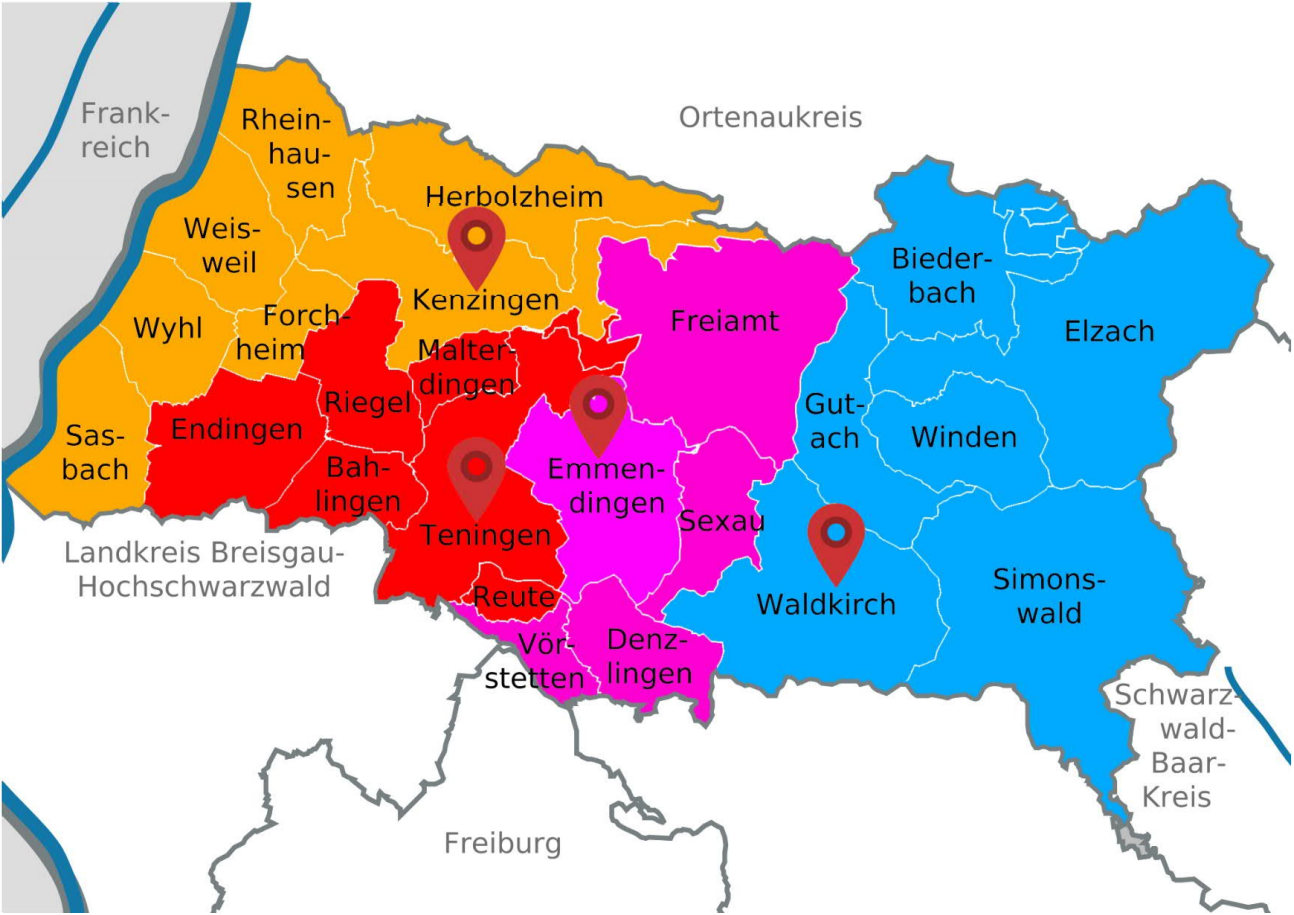 Frank-
reich
Ortenaukreis
Rhein-
hau-
sen
Herbolzheim
Weis-
weil
Bieder-
bach
Kenzingen
Forch-
heim
Wyhl
Freiamt
Elzach
Malter-
dingen
Riegel
Gut-
ach
Endingen
Winden
Sas-
bach
Bah-
lingen
Emmen-
dingen
Teningen
Sexau
Landkreis Breisgau-
Hochschwarzwald
Reute
Waldkirch
Simons-
wald
Vör-
stetten
Denz-
lingen
Schwarz-
wald-
Baar-
Kreis
Freiburg